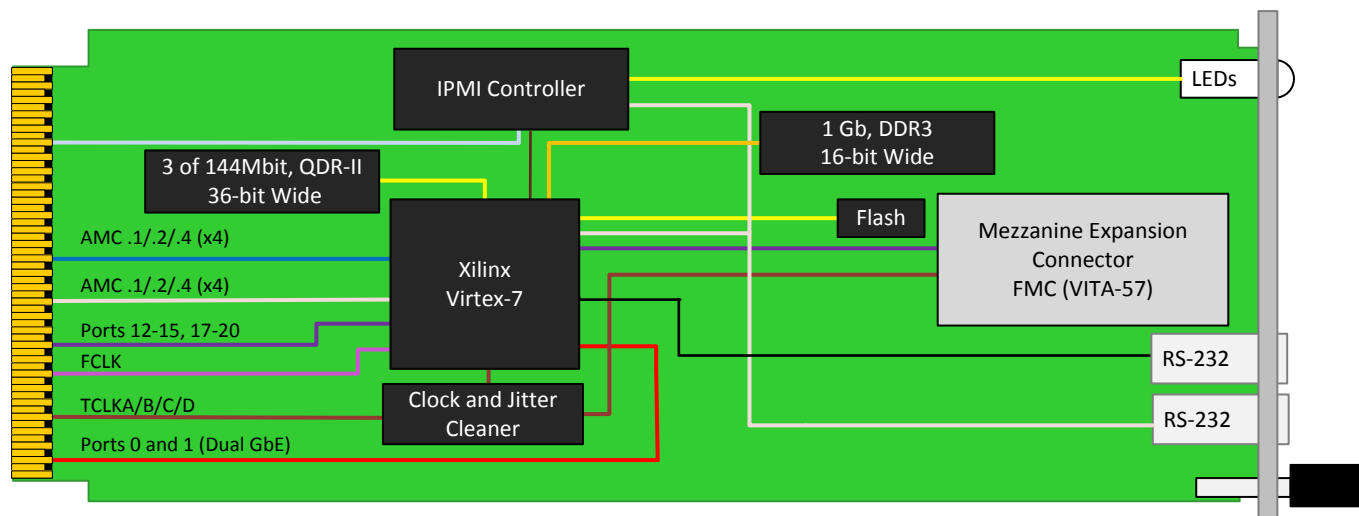 IPMI Controller
LEDs
1 Gb, DDR3
16-bit Wide
3 of 144Mbit, QDR-II
36-bit Wide
Flash
Mezzanine Expansion
Connector
FMC (VITA-57)
AMC .1/.2/.4 (x4)
Xilinx
Virtex-7
AMC .1/.2/.4 (x4)
Ports 12-15, 17-20
FCLK
RS-232
TCLKA/B/C/D
Clock and Jitter
Cleaner
RS-232
Ports 0 and 1 (Dual GbE)